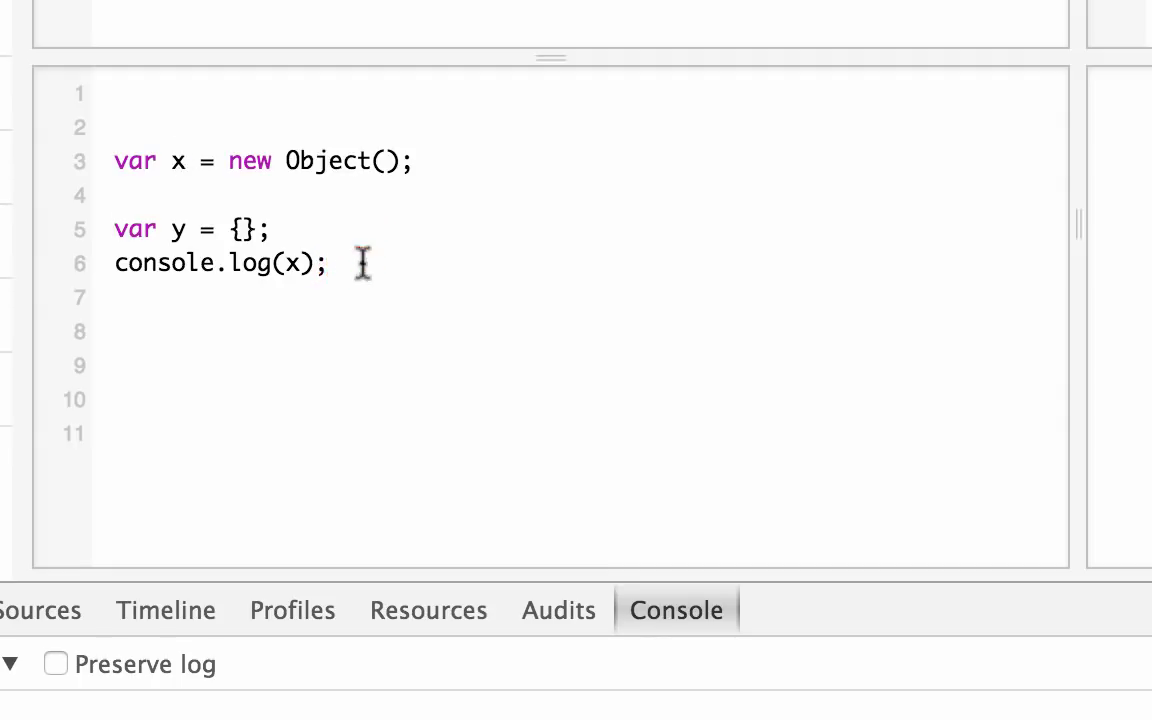 1
2
3 var x = new Object();
4
5 var y = {};
6 console.log(x);
7
8
9
10
11
Sources Timeline Profiles Resources Audits Console
Preserve log